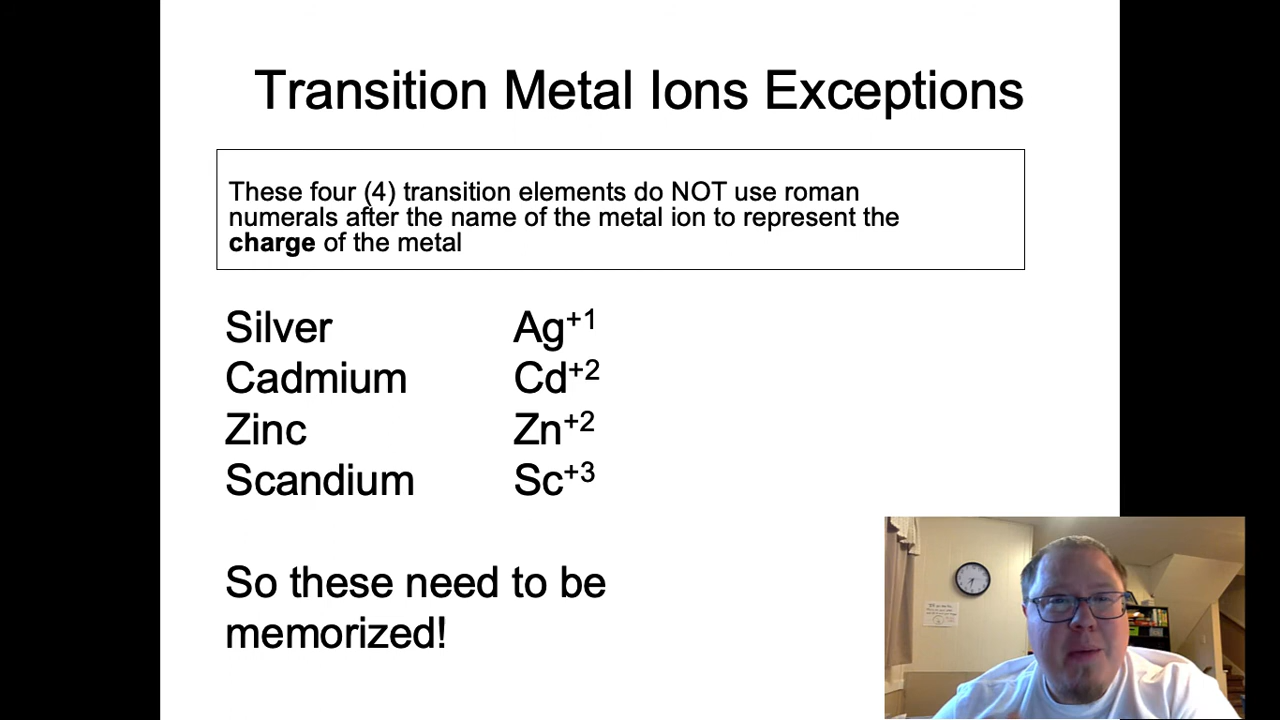 Transition Metal Ions Exceptions
These four (4) transition elements do NOT use roman
numerals after the name of the metal ion to represent the
charge of the metal
Silver Ag⁺¹
Cadmium Cd⁺²
Zinc Zn⁺²
Scandium Sc⁺³
So these need to be
memorized!